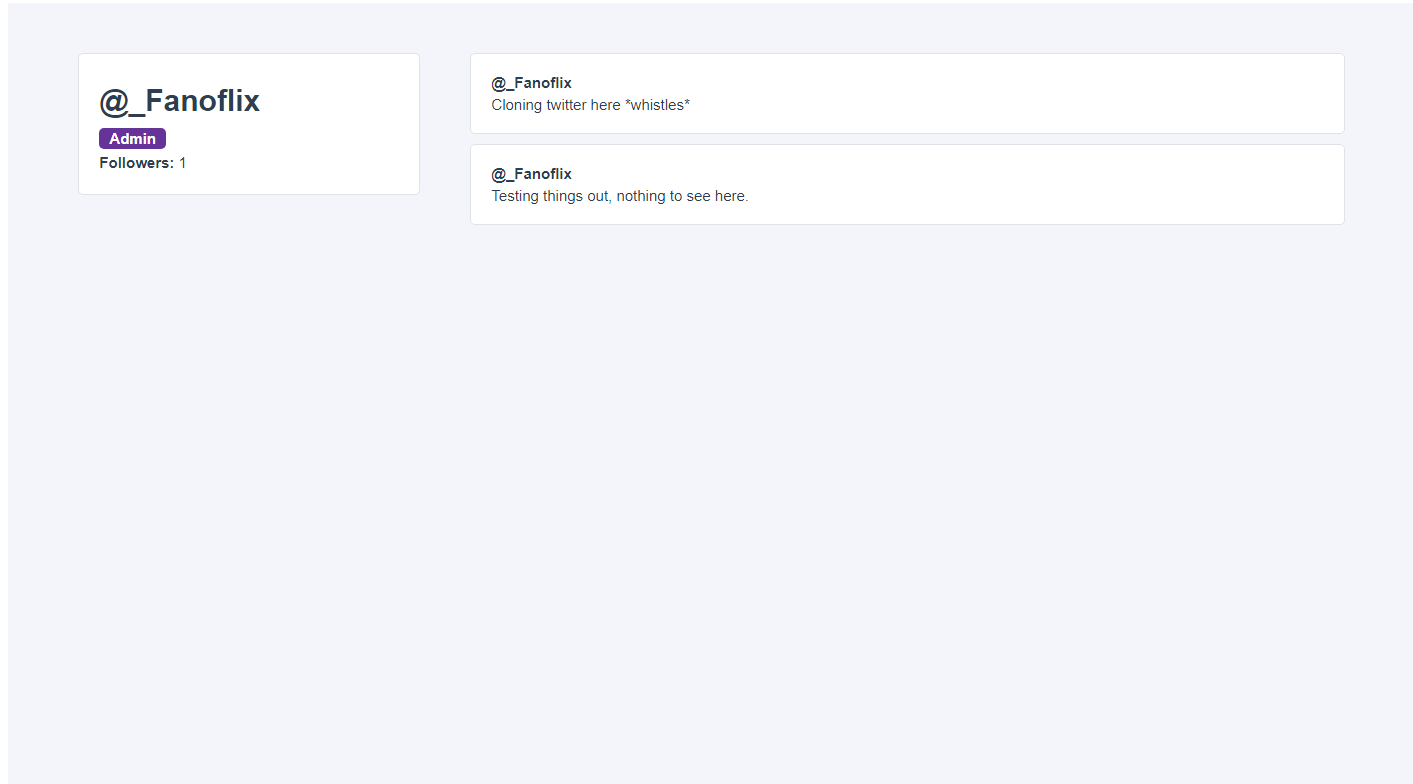 @_Fanoflix
Admin
Followers: 1
@_Fanoflix
Cloning twitter here *whistles*
@_Fanoflix
Testing things out, nothing to see here.